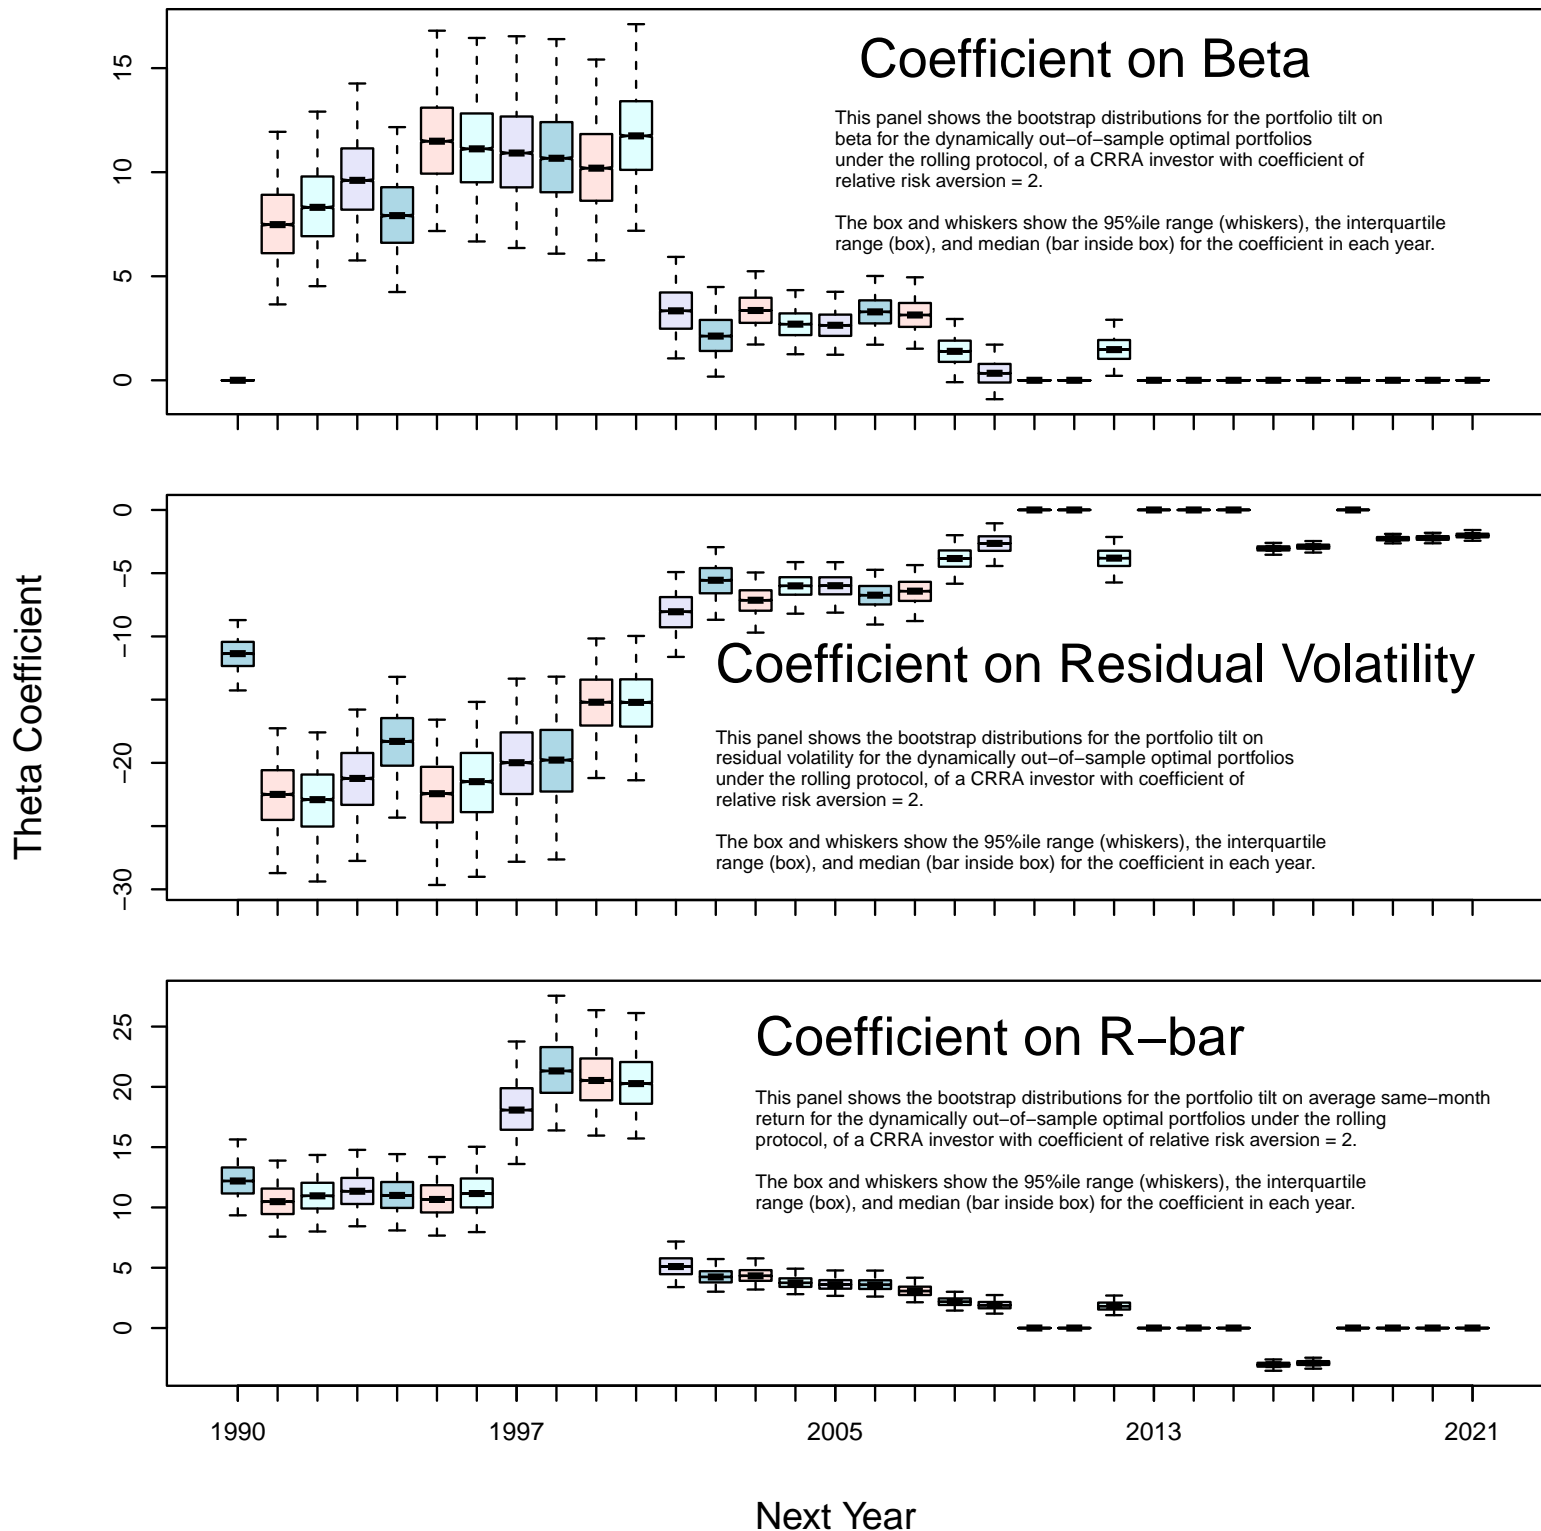 Coefficient on Beta
This panel shows the bootstrap distributions for the portfolio tilt on
beta for the dynamically out−of−sample optimal portfolios
under the rolling protocol, of a CRRA investor with coefficient of
relative risk aversion = 2.
The box and whiskers show the 95%ile range (whiskers), the interquartile
range (box), and median (bar inside box) for the coefficient in each year.
15
10
5
0
Theta Coefficient
0
−5
−10
−20
−30
Coefficient on Residual Volatility
This panel shows the bootstrap distributions for the portfolio tilt on
residual volatility for the dynamically out−of−sample optimal portfolios
under the rolling protocol, of a CRRA investor with coefficient of
relative risk aversion = 2.
The box and whiskers show the 95%ile range (whiskers), the interquartile
range (box), and median (bar inside box) for the coefficient in each year.
25
20
15
10
5
0
Coefficient on R−bar
This panel shows the bootstrap distributions for the portfolio tilt on average same−month
return for the dynamically out−of−sample optimal portfolios under the rolling
protocol, of a CRRA investor with coefficient of relative risk aversion = 2.
The box and whiskers show the 95%ile range (whiskers), the interquartile
range (box), and median (bar inside box) for the coefficient in each year.
1990 1997 2005 2013 2021
Next Year